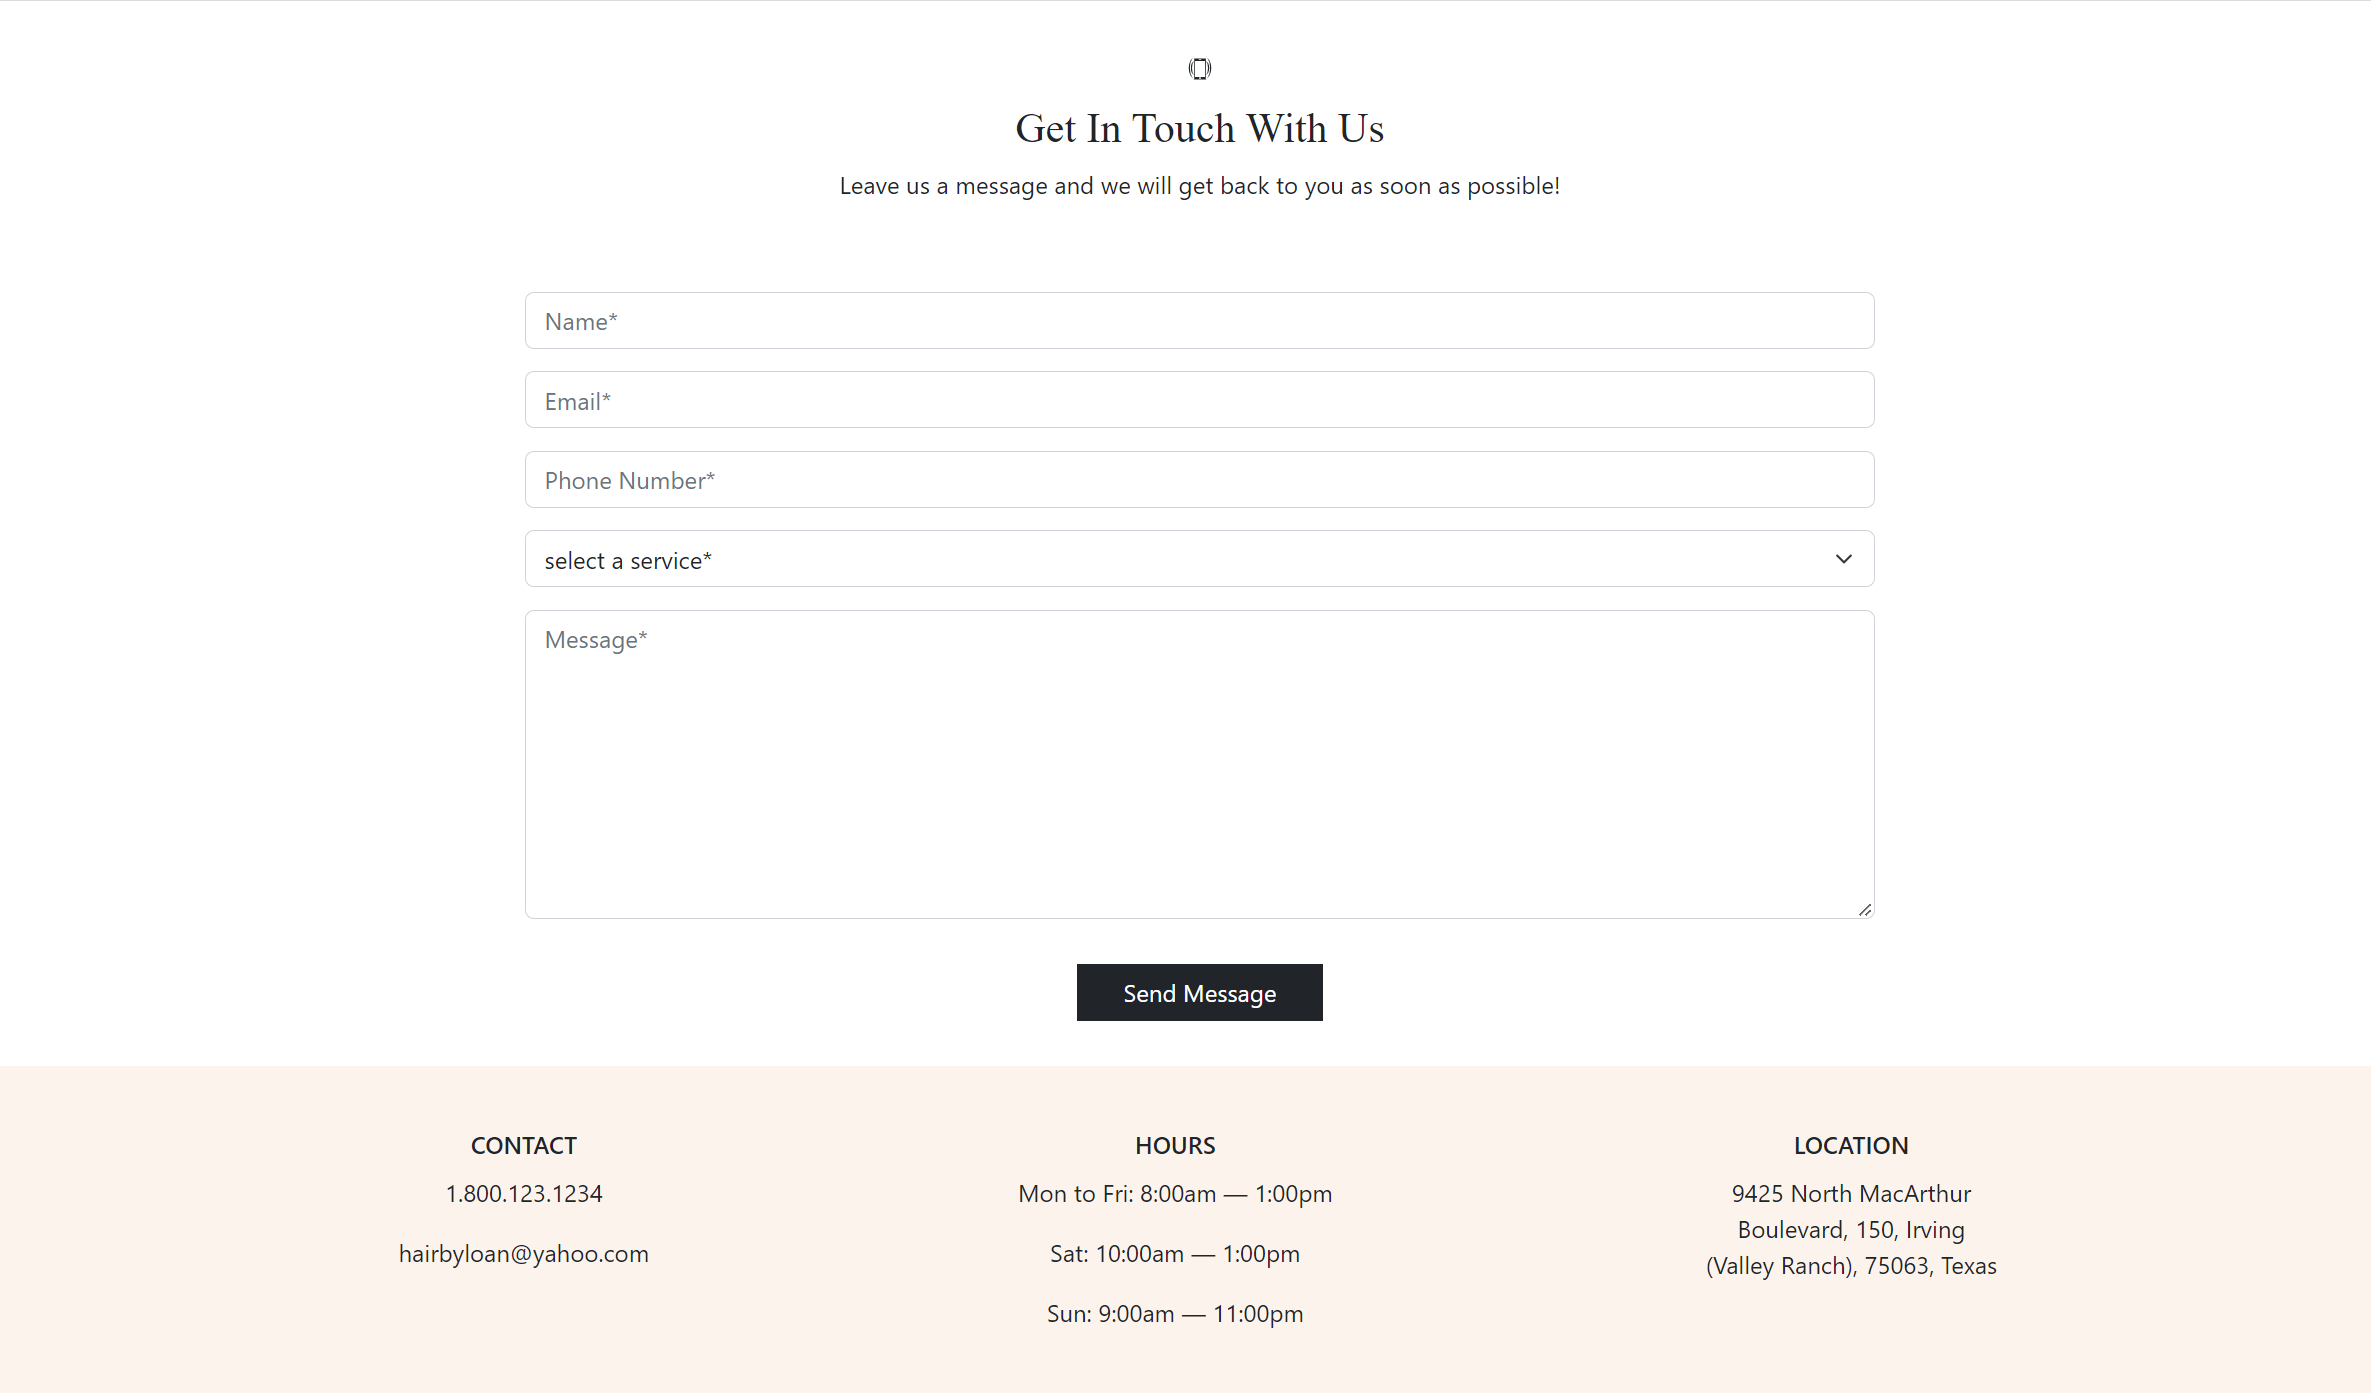 Get In Touch With Us
Leave us a message and we will get back to you as soon as possible!
Name*
Email*
Phone Number*
select a service*
Message*
Send Message
CONTACT
1.800.123.1234
hairbyloan@yahoo.com
HOURS
Mon to Fri: 8:00am — 1:00pm
Sat: 10:00am — 1:00pm
Sun: 9:00am — 11:00pm
LOCATION
9425 North MacArthur
Boulevard, 150, Irving
(Valley Ranch), 75063, Texas